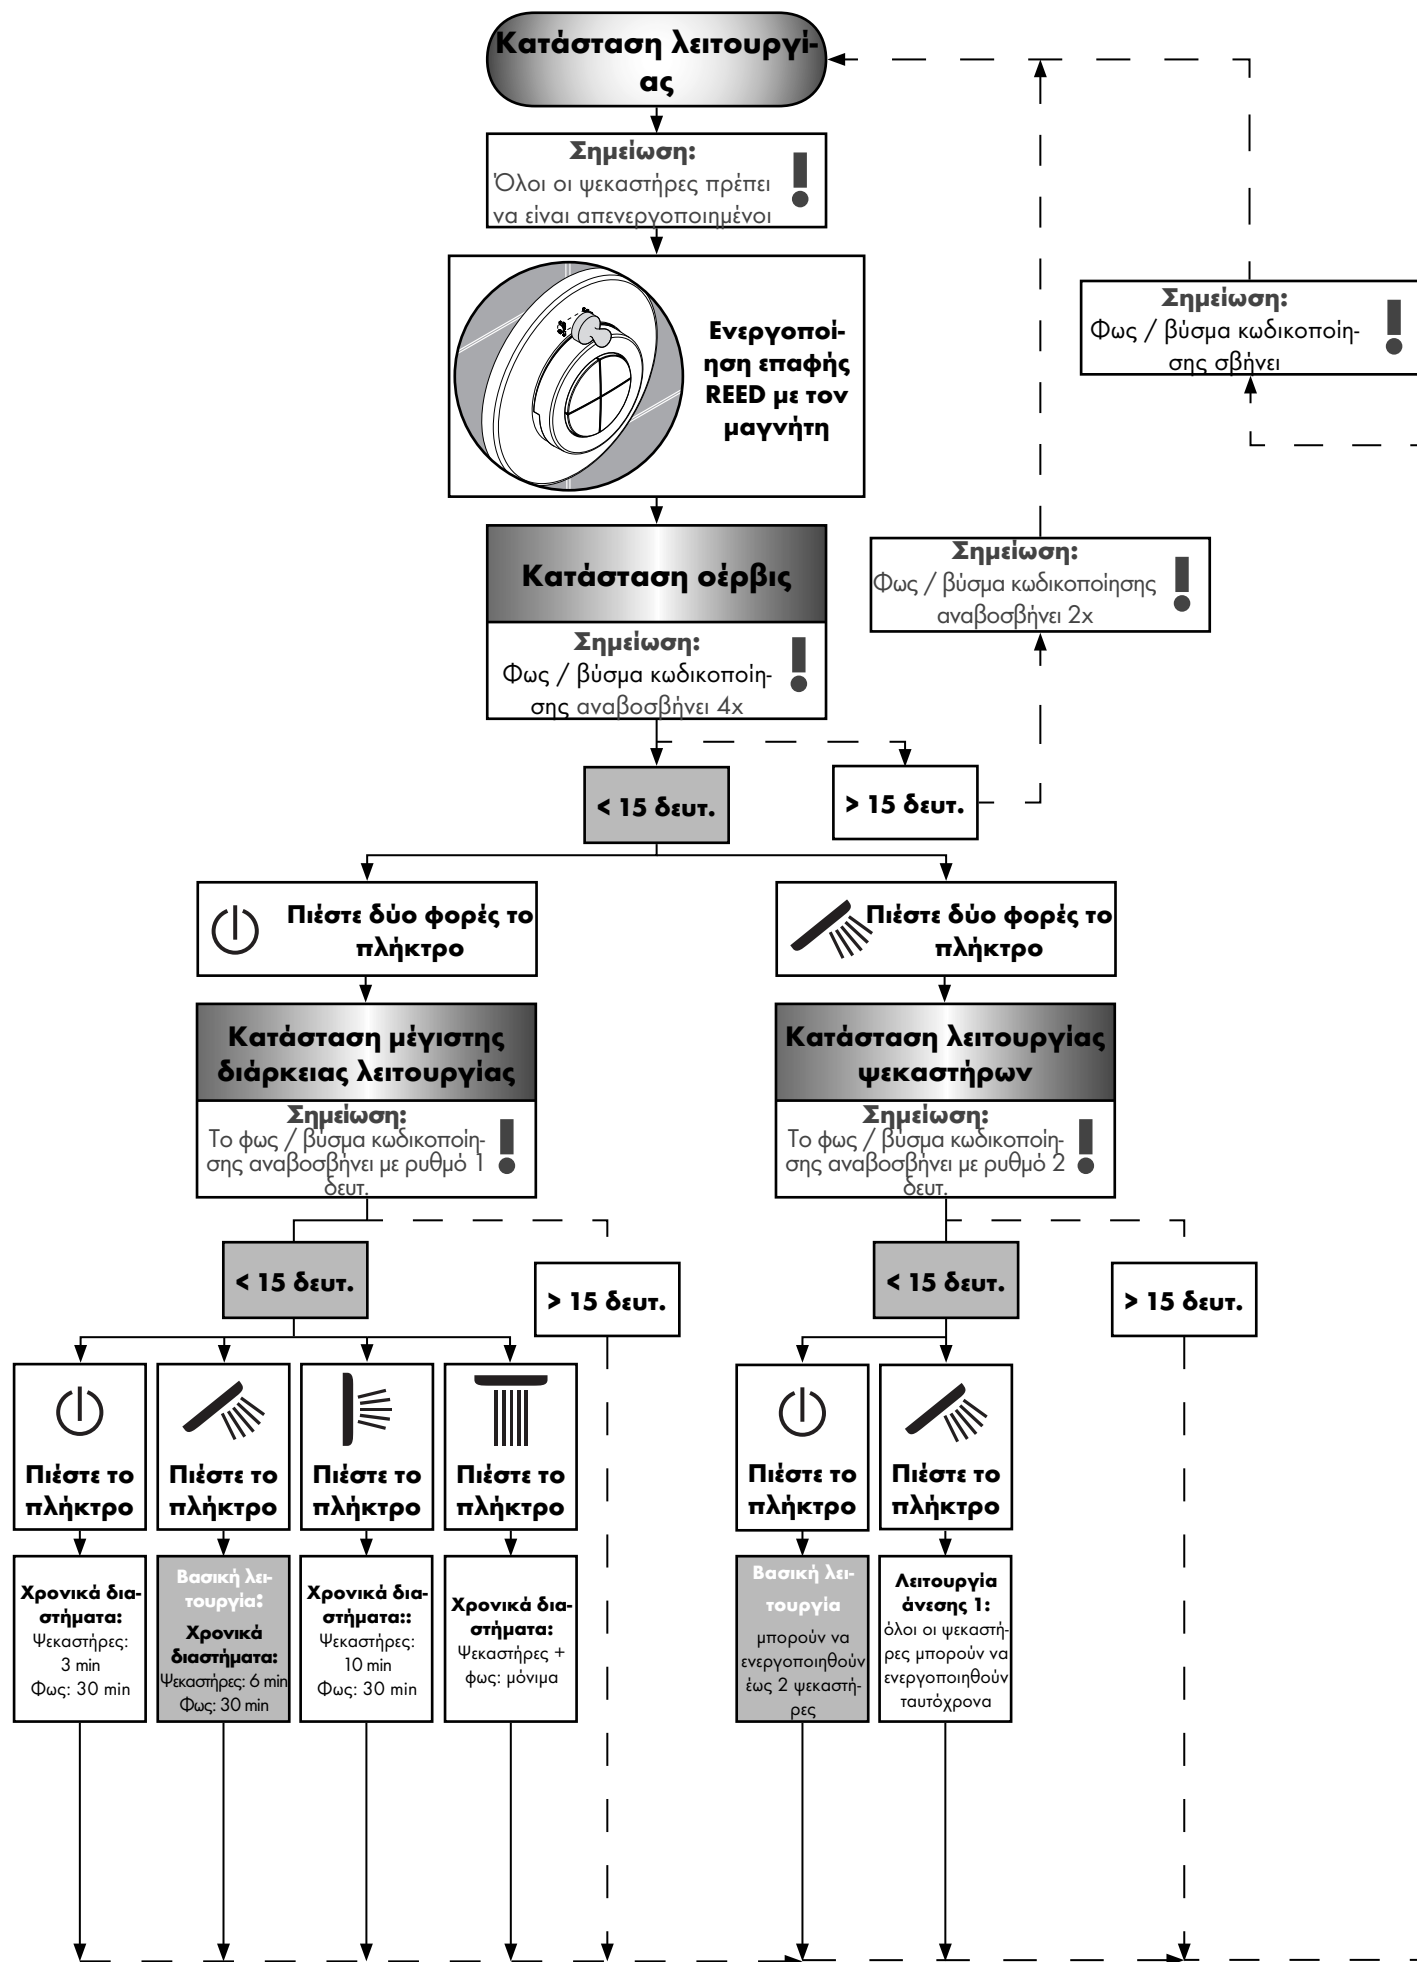 Κατάσταση λειτουργί-
ας
Σημείωση:
Όλοι οι ψεκαστήρες πρέπει
να είναι απενεργοποιημένοι
Ενεργοποί-
ηση επαφής
REED με τον
μαγνήτη
Σημείωση:
Φως / βύσμα κωδικοποίη-
σης σβήνει
Κατάσταση σέρβις
Σημείωση:
Φως / βύσμα κωδικοποίη-
σης αναβοσβήνει 4x
Σημείωση:
Φως / βύσμα κωδικοποίησης
αναβοσβήνει 2x
< 15 δευτ.
> 15 δευτ.
Πιέστε δύο φορές το
πλήκτρο
Πιέστε δύο φορές το
πλήκτρο
Κατάσταση μέγιστης
διάρκειας λειτουργίας
Σημείωση:
Το φως / βύσμα κωδικοποίη-
σης αναβοσβήνει με ρυθμό 1
δευτ.
Κατάσταση λειτουργίας
ψεκαστήρων
Σημείωση:
Το φως / βύσμα κωδικοποίη-
σης αναβοσβήνει με ρυθμό 2
δευτ.
< 15 δευτ.
> 15 δευτ.
< 15 δευτ.
> 15 δευτ.
Πιέστε το
πλήκτρο
Πιέστε το
πλήκτρο
Πιέστε το
πλήκτρο
Πιέστε το
πλήκτρο
Πιέστε το
πλήκτρο
Πιέστε το
πλήκτρο
Χρονικά δια-
στήματα:
Ψεκαστήρες:
3 min
Φως: 30 min
Βασική λει-
τουργία:
Χρονικά
διαστήματα:
Ψεκαστήρες: 6 min
Φως: 30 min
Χρονικά δια-
στήματα::
Ψεκαστήρες:
10 min
Φως: 30 min
Χρονικά δια-
στήματα:
Ψεκαστήρες +
φως: μόνιμα
Βασική λει-
τουργία
μπορούν να
ενεργοποιηθούν
έως 2 ψεκαστή-
ρες
Λειτουργία
άνεσης 1:
όλοι οι ψεκαστή-
ρες μπορούν να
ενεργοποιηθούν
ταυτόχρονα